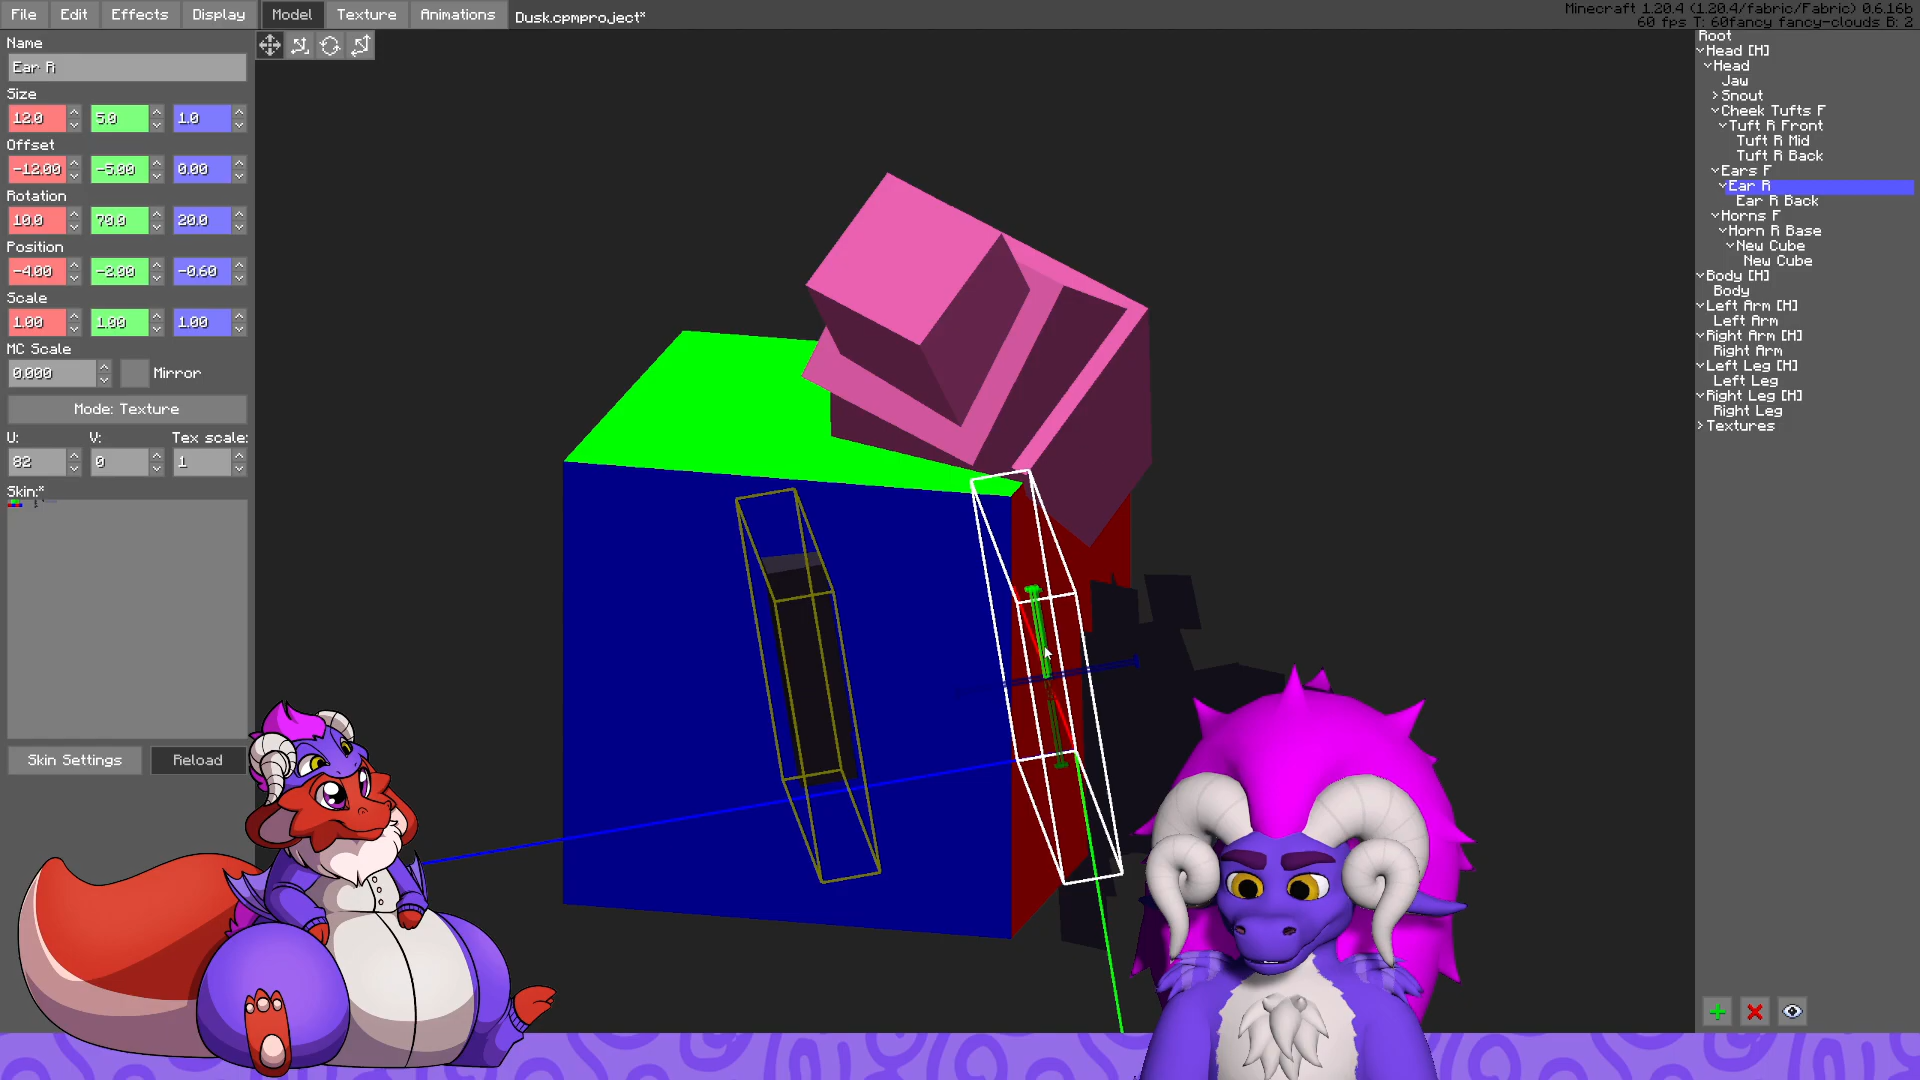 File Edit Effects Display Model Texture Animations Dusk.cpmproject*
Minecraft 1.20.4 (1.20.4/fabric/Fabric) 0.6.16b
60 fps T: 60fancy fancy-clouds B: 2
Name
Ear R
Size
12.0 5.0 1.0
Offset
-12.00 -5.00 0.00
Rotation
10.0 70.0 20.0
Position
-4.00 -2.00 -0.60
Scale
1.00 1.00 1.00
MC Scale
0.000 Mirror
Mode: Texture
U: V: Tex scale:
82 0 1
Skin:*
Skin Settings Reload
Root
Head [H]
Head
Jaw
Snout
Cheek Tufts F
Tuft R Front
Tuft R Mid
Tuft R Back
Ears F
Ear R
Ear R Back
Horns F
Horn R Base
New Cube
New Cube
Body [H]
Body
Left Arm [H]
Left Arm
Right Arm [H]
Right Arm
Left Leg [H]
Left Leg
Right Leg [H]
Right Leg
Textures